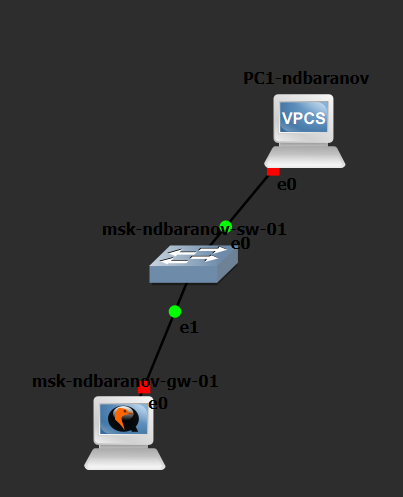 PC1-ndbaranov
VPCS
e0
msk-ndbaranov-sw-01
e0
e1
msk-ndbaranov-gw-01
e0